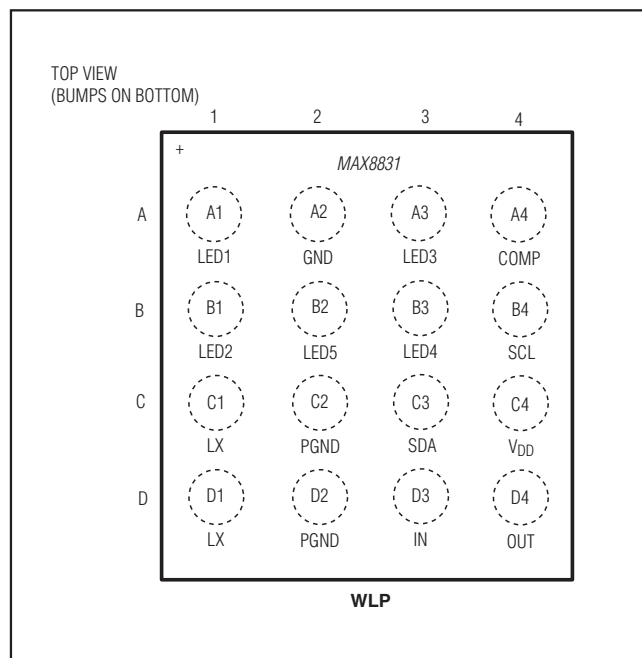 TOP VIEW
(BUMPS ON BOTTOM)
1 2 3 4
+
MAX8831
A A1 A2 A3 A4
LED1 GND LED3 COMP
B B1 B2 B3 B4
LED2 LED5 LED4 SCL
C C1 C2 C3 C4
LX PGND SDA VDD
D D1 D2 D3 D4
LX PGND IN OUT
WLP